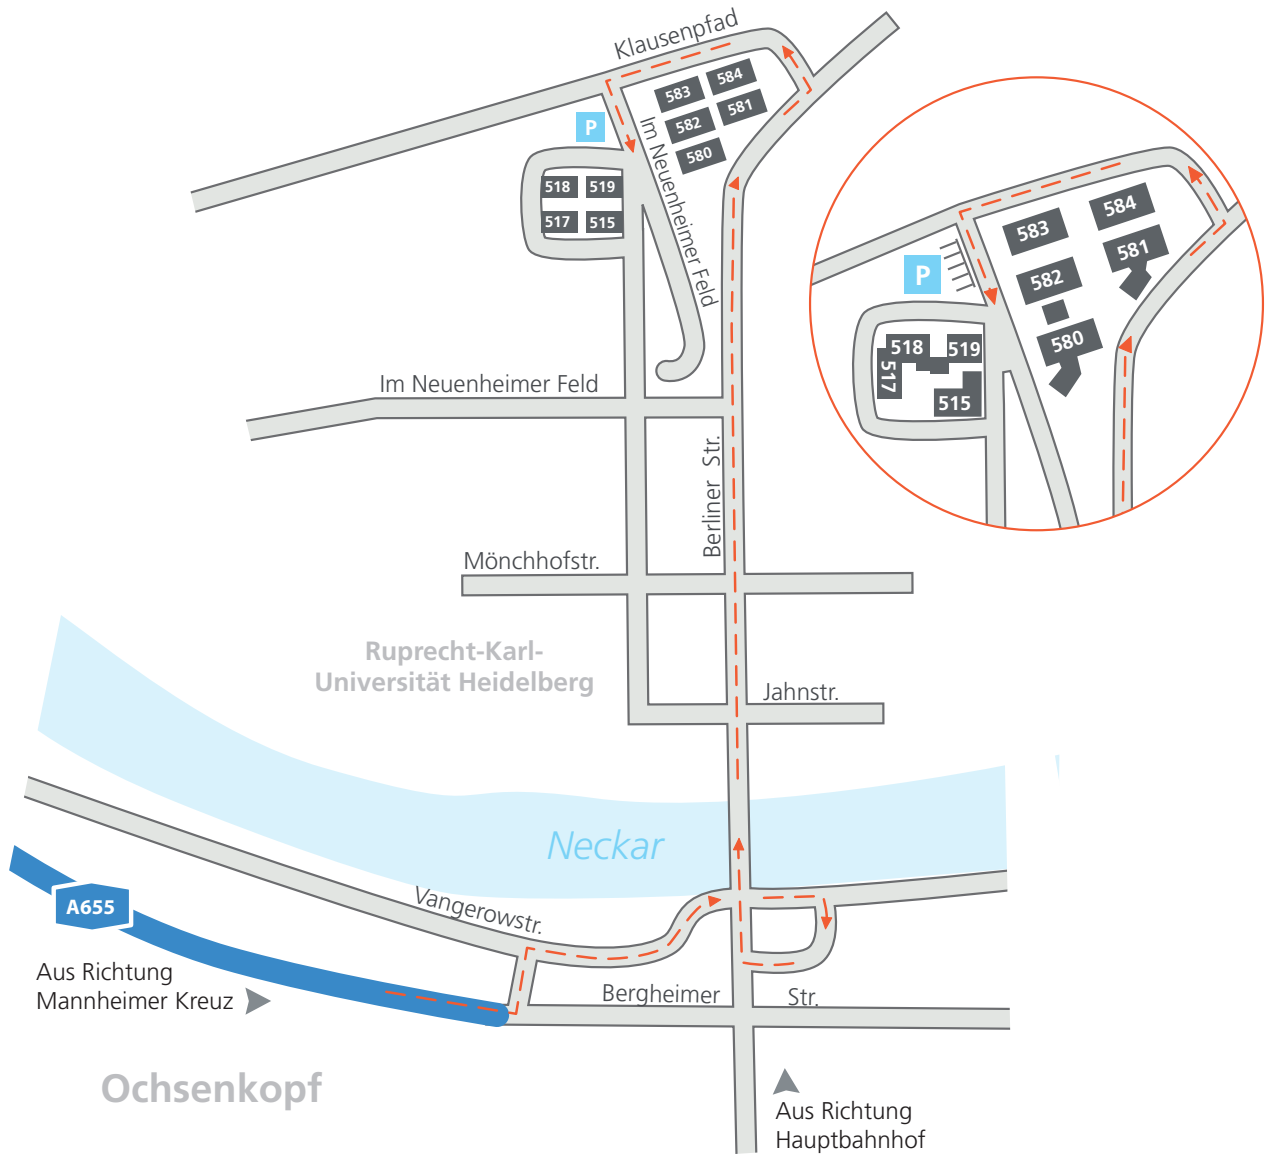 Klausenpfad
583
584
582
581
580
P
Im Neuenheimer Feld
518
519
517
515
583
584
582
581
580
P
518
519
517
515
Im Neuenheimer Feld
Berliner Str.
Mönchhofstr.
Ruprecht-Karl-
Universität Heidelberg
Jahnstr.
Neckar
Vangerowstr.
A655
Aus Richtung
Mannheimer Kreuz
Bergheimer Str.
Ochsenkopf
Aus Richtung
Hauptbahnhof